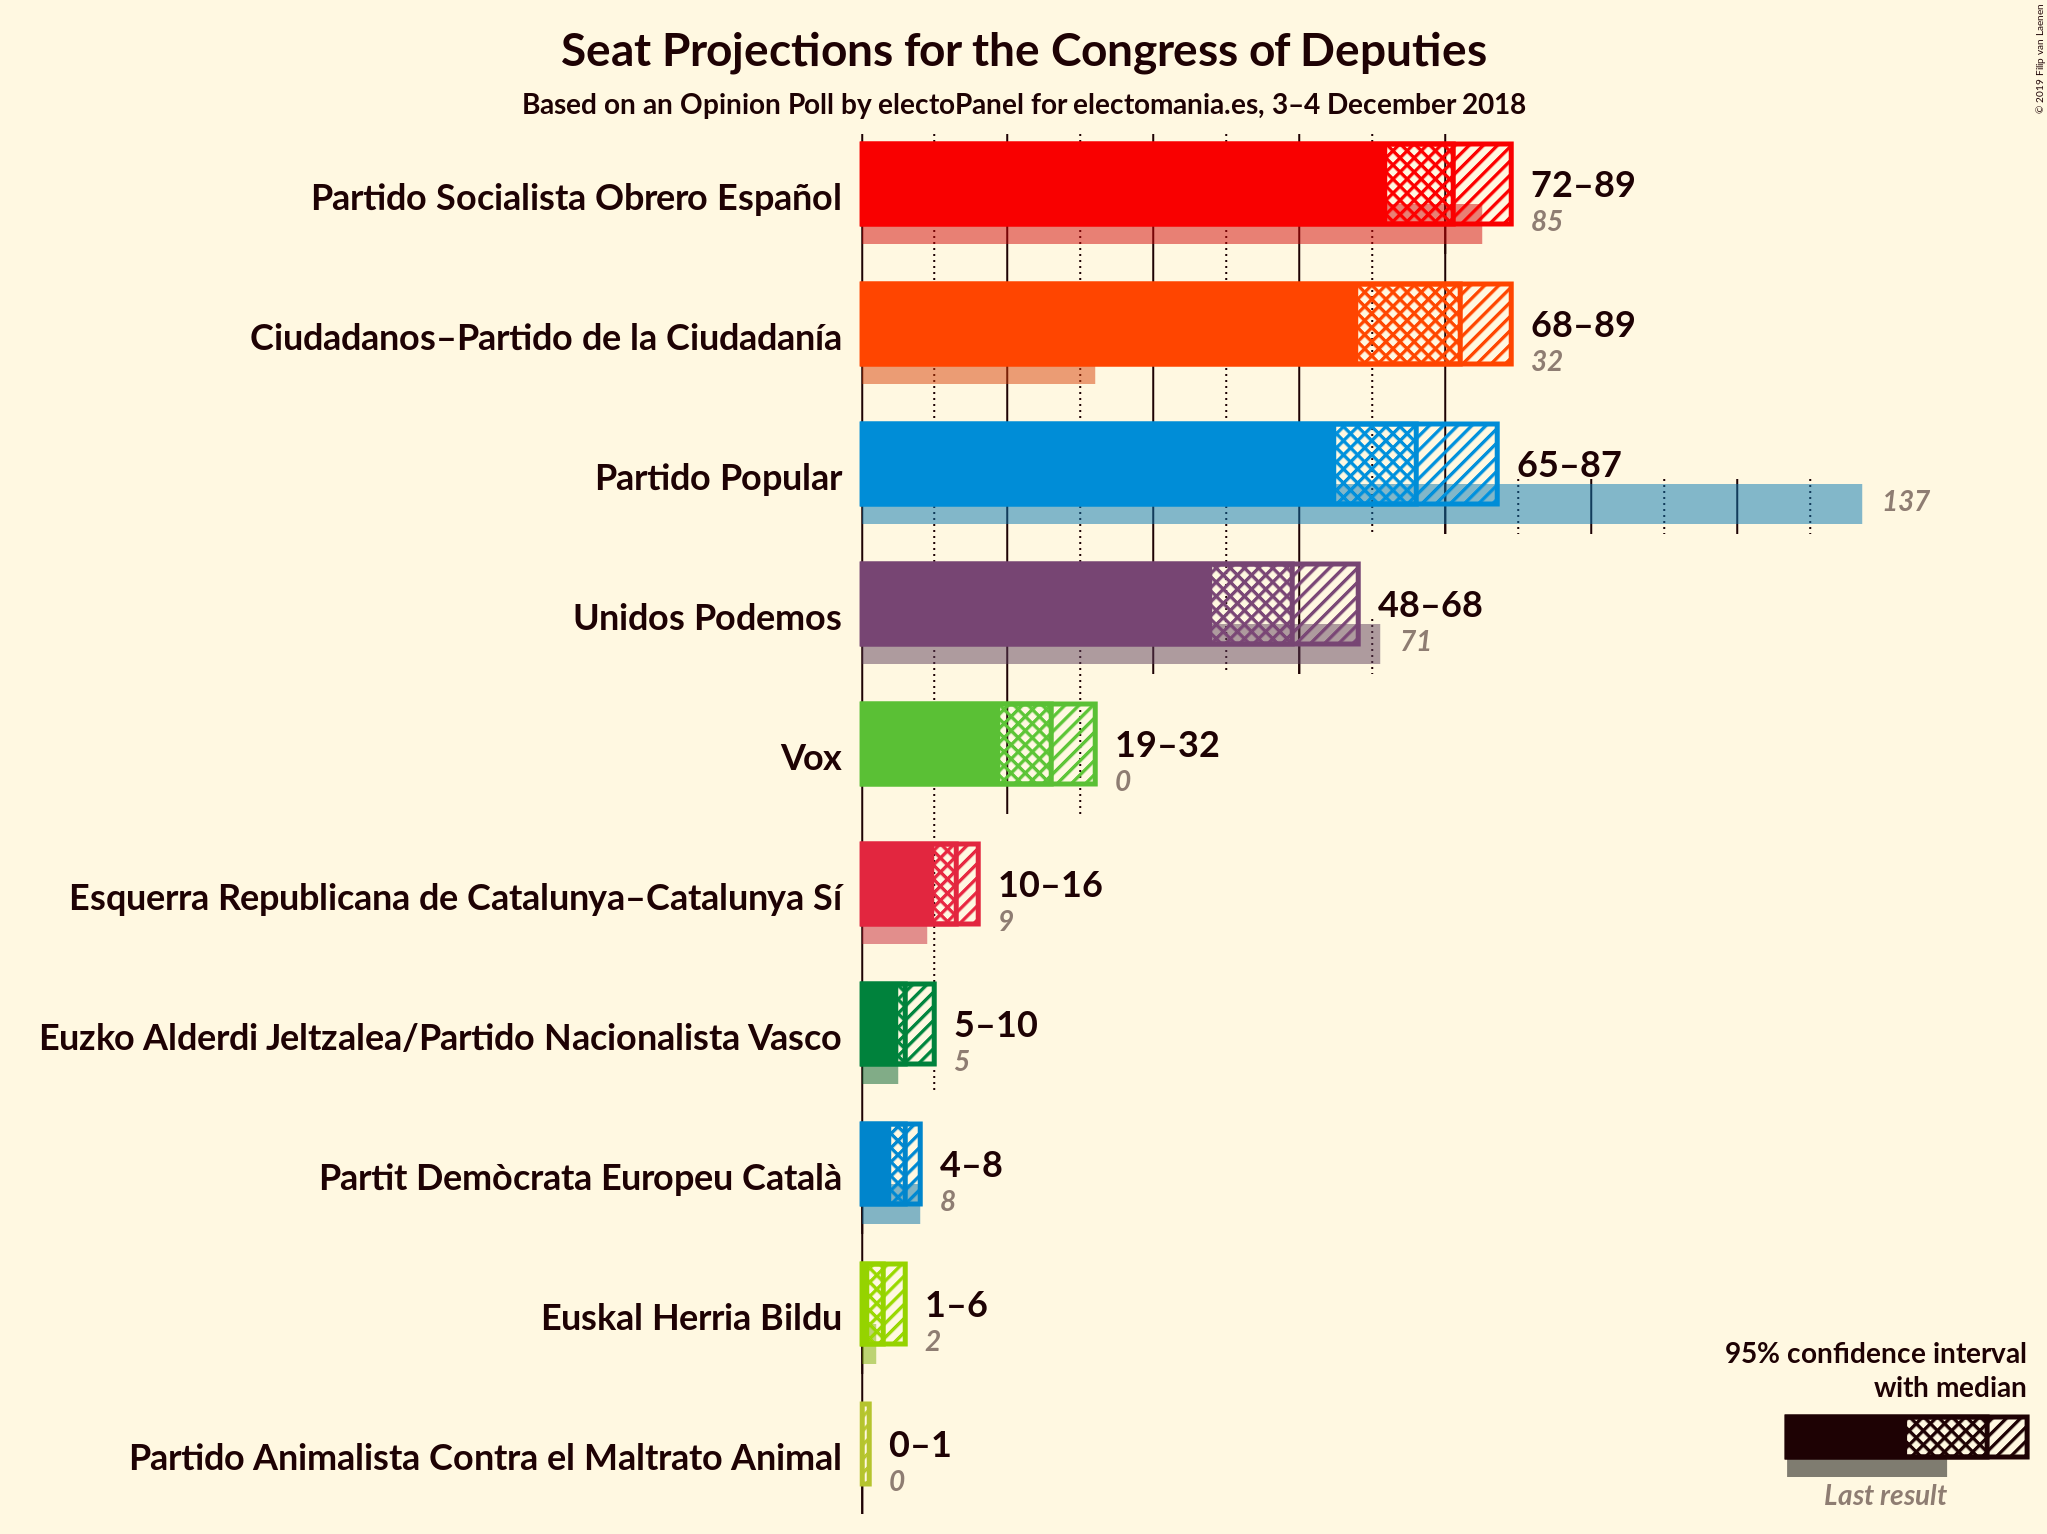 Seat Projections for the Congress of Deputies
Based on an Opinion Poll by electoPanel for electomania.es, 3–4 December 2018
© 2019 Filip van Laenen
Partido Socialista Obrero Español
72–89
85
Ciudadanos–Partido de la Ciudadanía
68–89
32
Partido Popular
65–87
137
Unidos Podemos
48–68
71
Vox
19–32
0
Esquerra Republicana de Catalunya–Catalunya Sí
10–16
9
Euzko Alderdi Jeltzalea/Partido Nacionalista Vasco
5–10
5
Partit Demòcrata Europeu Català
4–8
8
Euskal Herria Bildu
1–6
2
Partido Animalista Contra el Maltrato Animal
0–1
0
95% confidence interval
with median
Last result